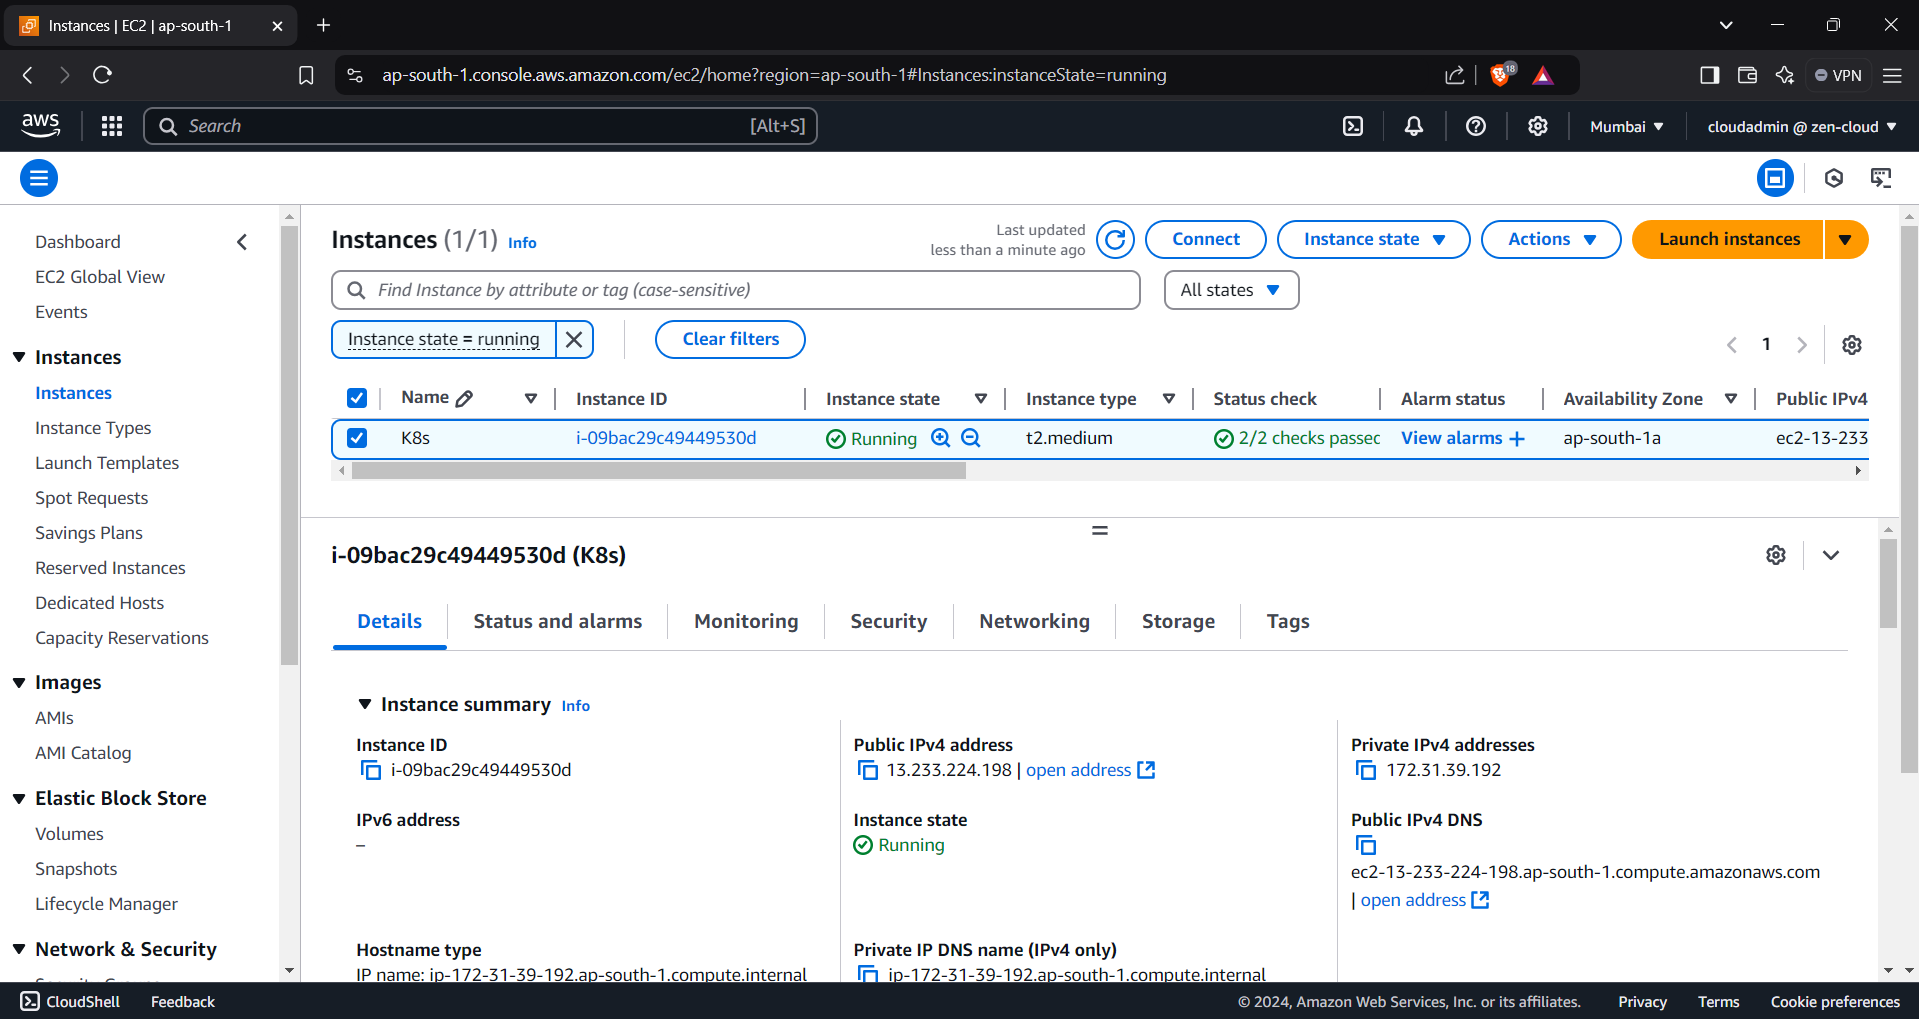 Instances | EC2 | ap-south-1
ap-south-1.console.aws.amazon.com/ec2/home?region=ap-south-1#Instances:instanceState=running
18
VPN
aws
Search
[Alt+S]
Mumbai
cloudadmin @ zen-cloud
Dashboard
EC2 Global View
Events
Instances
Instances
Instance Types
Launch Templates
Spot Requests
Savings Plans
Reserved Instances
Dedicated Hosts
Capacity Reservations
Images
AMIs
AMI Catalog
Elastic Block Store
Volumes
Snapshots
Lifecycle Manager
Network & Security
Instances (1/1) Info
Last updated
less than a minute ago
Connect
Instance state
Actions
Launch instances
Find Instance by attribute or tag (case-sensitive)
All states
Instance state = running
Clear filters
1
Name Instance ID Instance state Instance type Status check Alarm status Availability Zone Public IPv4
K8s i-09bac29c49449530d Running t2.medium 2/2 checks passec View alarms + ap-south-1a ec2-13-233
i-09bac29c49449530d (K8s)
Details Status and alarms Monitoring Security Networking Storage Tags
Instance summary Info
Instance ID
i-09bac29c49449530d
Public IPv4 address
13.233.224.198 | open address
Private IPv4 addresses
172.31.39.192
IPv6 address
–
Instance state
Running
Public IPv4 DNS
ec2-13-233-224-198.ap-south-1.compute.amazonaws.com
| open address
Hostname type
IP name: ip-172-31-39-192.ap-south-1.compute.internal
Private IP DNS name (IPv4 only)
ip-172-31-39-192.ap-south-1.compute.internal
CloudShell
Feedback
© 2024, Amazon Web Services, Inc. or its affiliates.
Privacy
Terms
Cookie preferences